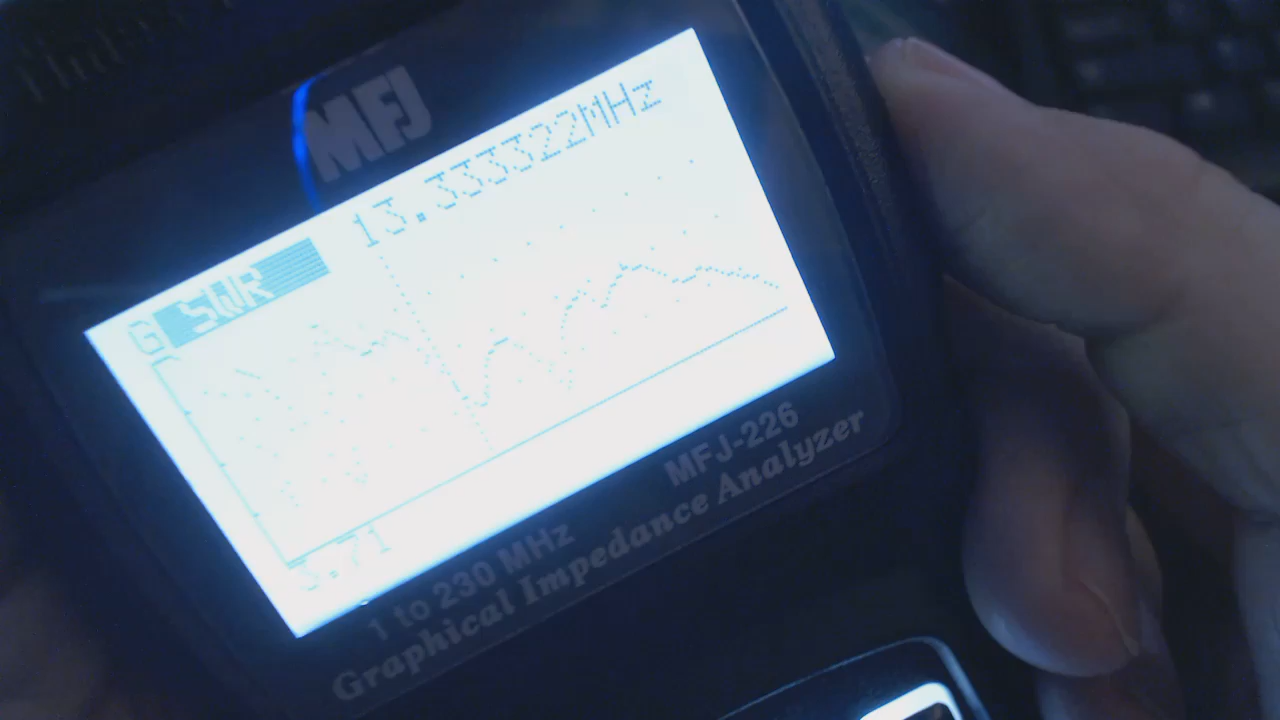 MFJ
13.333322MHz
G SWR
3.71
MFJ-226
1 to 230 MHz
Graphical Impedance Analyzer